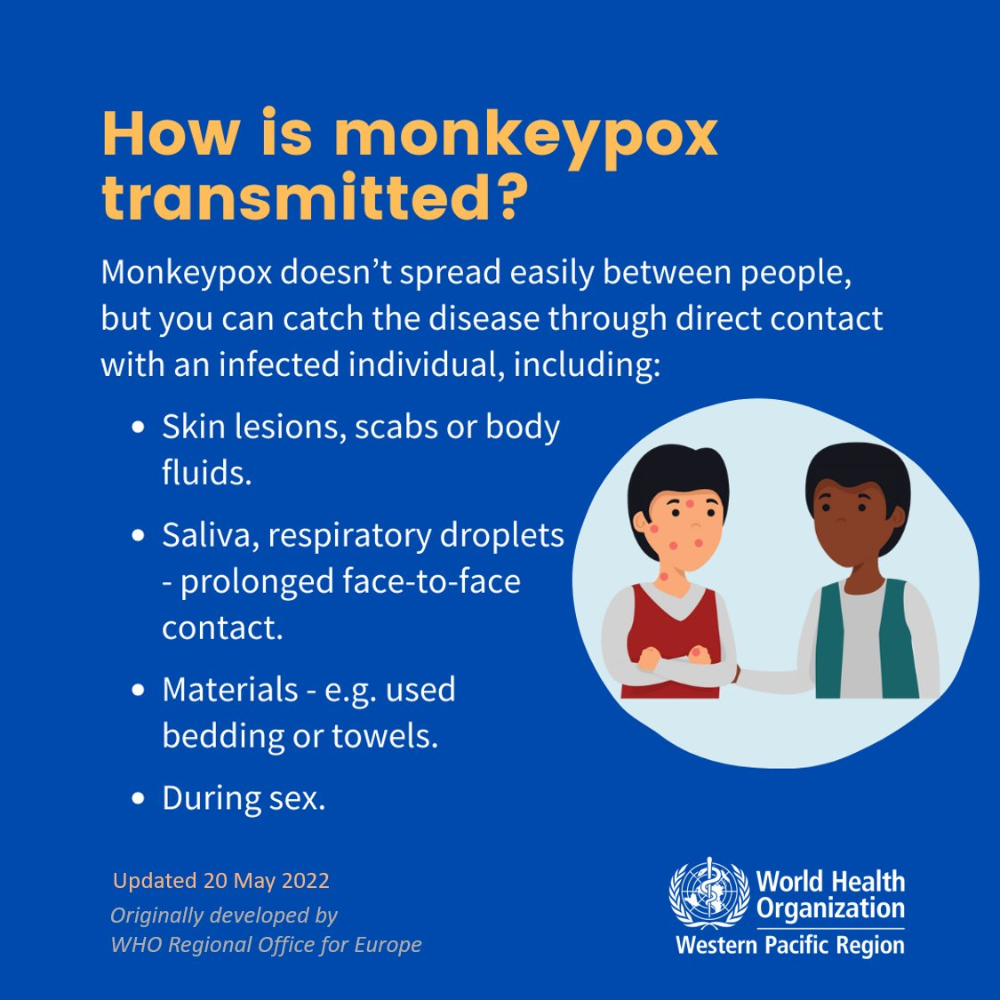 How is monkeypox
transmitted?
Monkeypox doesn’t spread easily between people,
but you can catch the disease through direct contact
with an infected individual, including:
• Skin lesions, scabs or body
fluids.
• Saliva, respiratory droplets
- prolonged face-to-face
contact.
• Materials - e.g. used
bedding or towels.
• During sex.
Updated 20 May 2022
Originally developed by
WHO Regional Office for Europe
World Health
Organization
Western Pacific Region